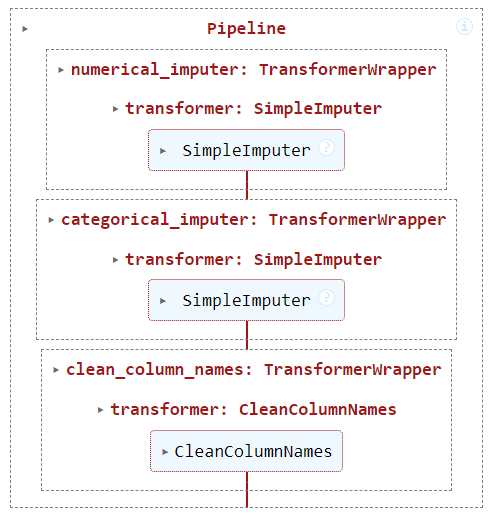 Pipeline
i
numerical_imputer: TransformerWrapper
transformer: SimpleImputer
SimpleImputer ?
categorical_imputer: TransformerWrapper
transformer: SimpleImputer
SimpleImputer ?
clean_column_names: TransformerWrapper
transformer: CleanColumnNames
CleanColumnNames